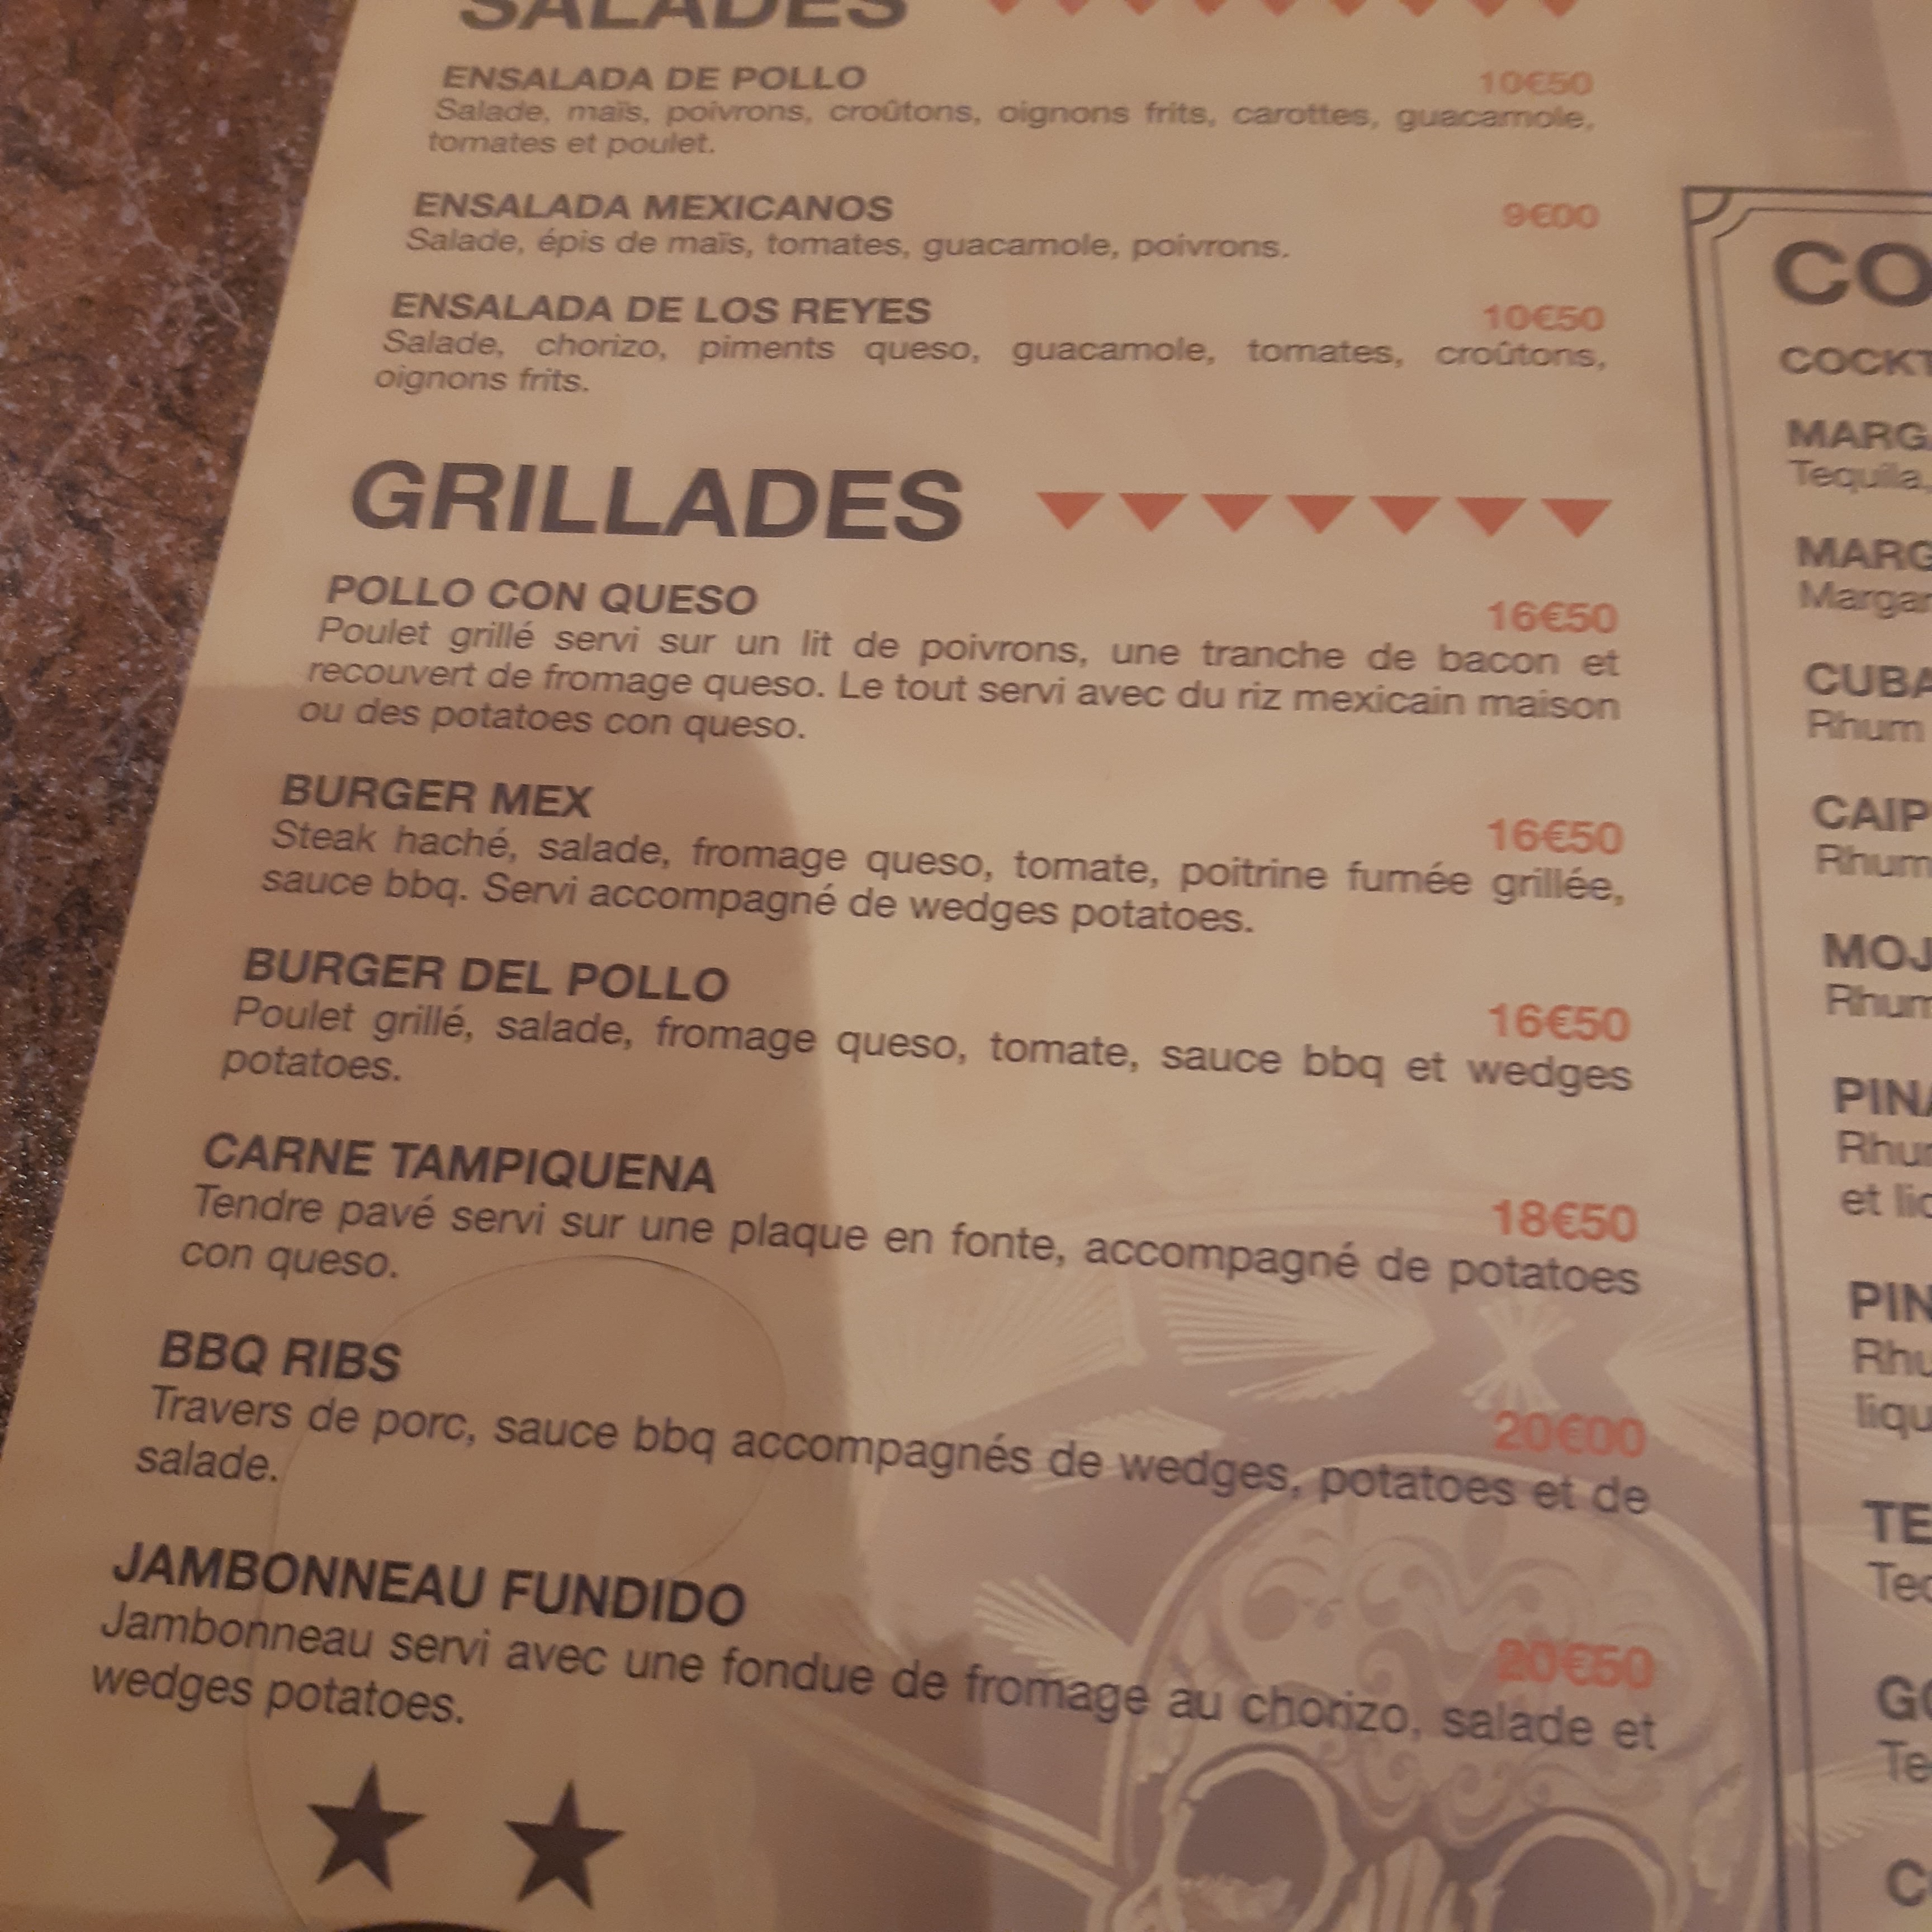 SALADES
ENSALADA DE POLLO 10€50
Salade, maïs, poivrons, croûtons, oignons frits, carottes, guacamole,
tomates et poulet.
ENSALADA MEXICANOS 9€00
Salade, épis de maïs, tomates, guacamole, poivrons.
ENSALADA DE LOS REYES 10€50
Salade, chorizo, piments queso, guacamole, tomates, croûtons,
oignons frits.
GRILLADES
POLLO CON QUESO 16€50
Poulet grillé servi sur un lit de poivrons, une tranche de bacon et
recouvert de fromage queso. Le tout servi avec du riz mexicain maison
ou des potatoes con queso.
BURGER MEX 16€50
Steak haché, salade, fromage queso, tomate, poitrine fumée grillée,
sauce bbq. Servi accompagné de wedges potatoes.
BURGER DEL POLLO 16€50
Poulet grillé, salade, fromage queso, tomate, sauce bbq et wedges
potatoes.
CARNE TAMPIQUENA 18€50
Tendre pavé servi sur une plaque en fonte, accompagné de potatoes
con queso.
BBQ RIBS 20€00
Travers de porc, sauce bbq accompagnés de wedges, potatoes et de
salade.
JAMBONNEAU FUNDIDO 20€50
Jambonneau servi avec une fondue de fromage au chorizo, salade et
wedges potatoes.
CO
COCKT
MARG
Tequila,
MARG
Margar
CUBA
Rhum
CAIP
Rhum
MOJ
Rhum
PINA
Rhu
et lic
PIN
Rhu
liqu
TE
Tec
GO
Te
C